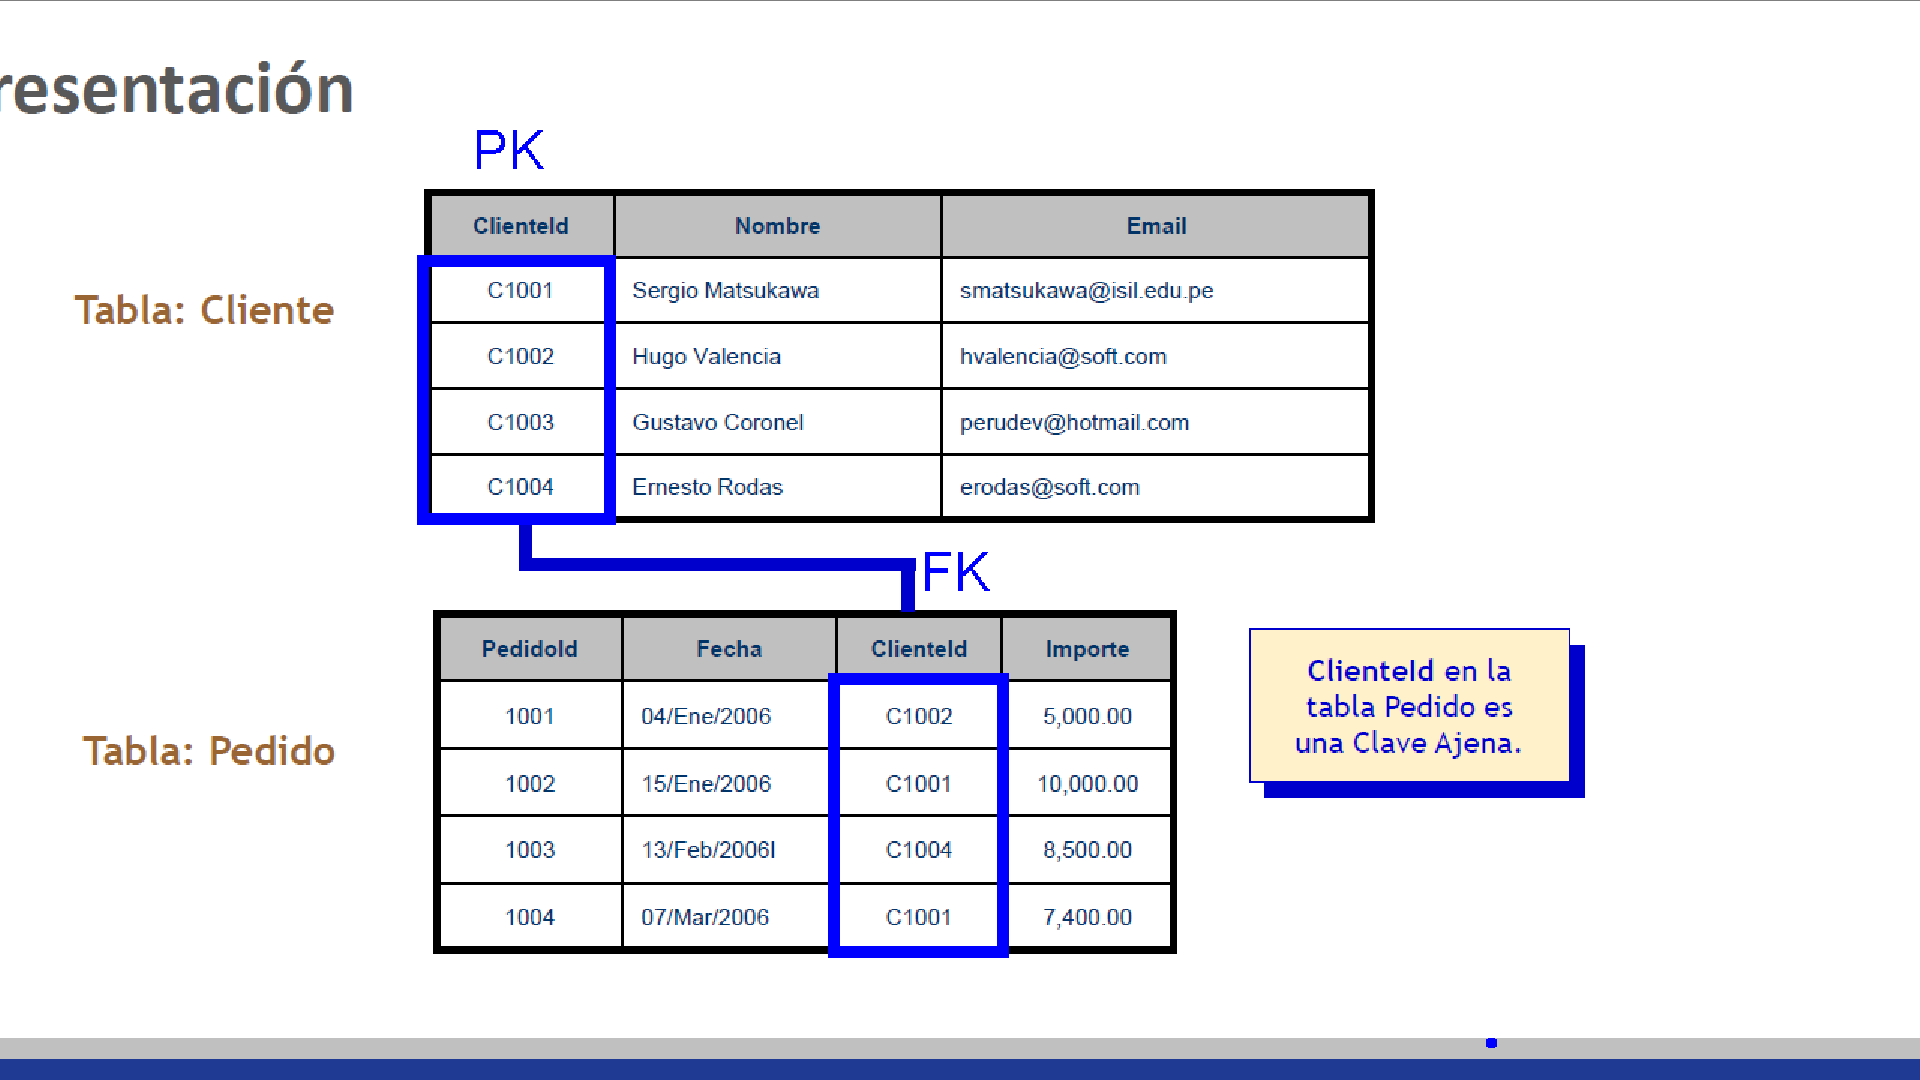 resentación
PK
ClienteId Nombre Email
Tabla: Cliente
C1001 Sergio Matsukawa smatsukawa@isil.edu.pe
C1002 Hugo Valencia hvalencia@soft.com
C1003 Gustavo Coronel perudev@hotmail.com
C1004 Ernesto Rodas erodas@soft.com
FK
Tabla: Pedido
PedidoId Fecha ClienteId Importe
1001 04/Ene/2006 C1002 5,000.00
1002 15/Ene/2006 C1001 10,000.00
1003 13/Feb/2006l C1004 8,500.00
1004 07/Mar/2006 C1001 7,400.00
ClienteId en la
tabla Pedido es
una Clave Ajena.